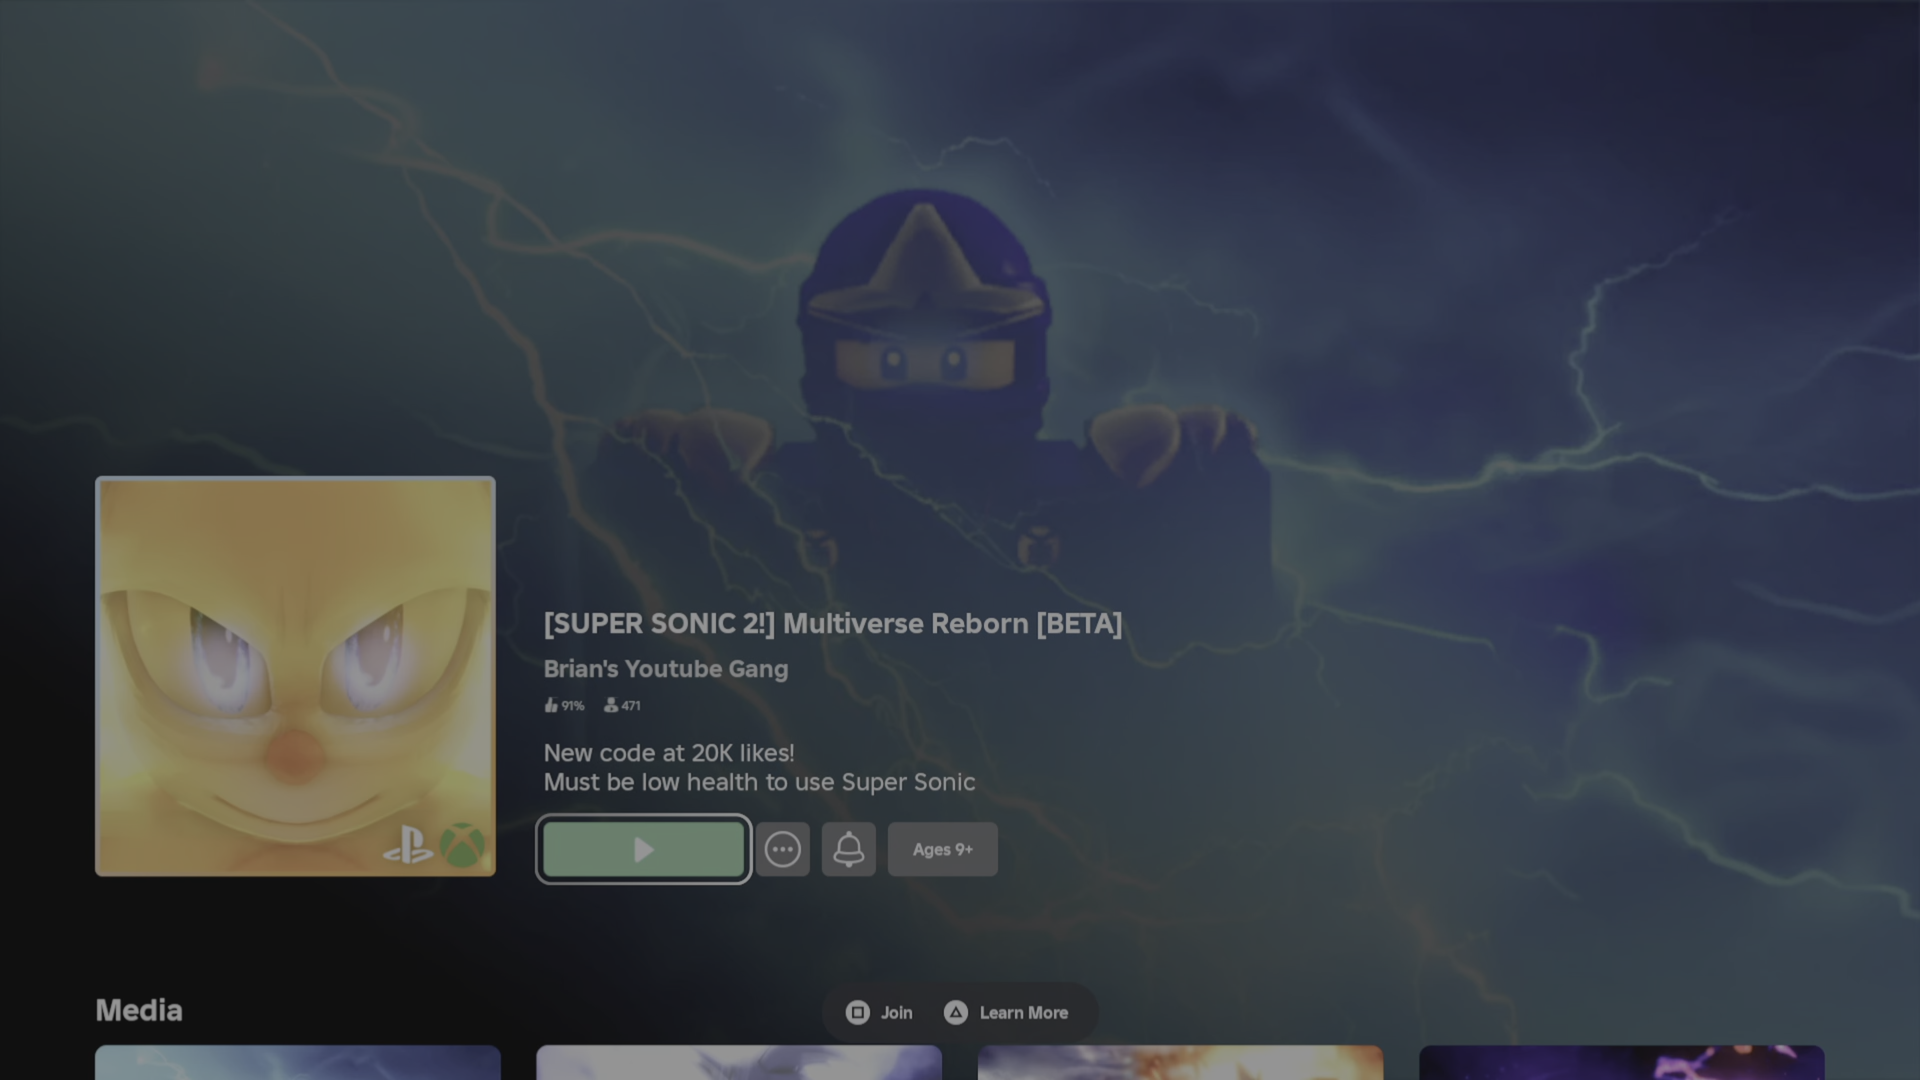 [SUPER SONIC 2!] Multiverse Reborn [BETA]
Brian's Youtube Gang
91% 471
New code at 20K likes!
Must be low health to use Super Sonic
Ages 9+
Media
Join Learn More